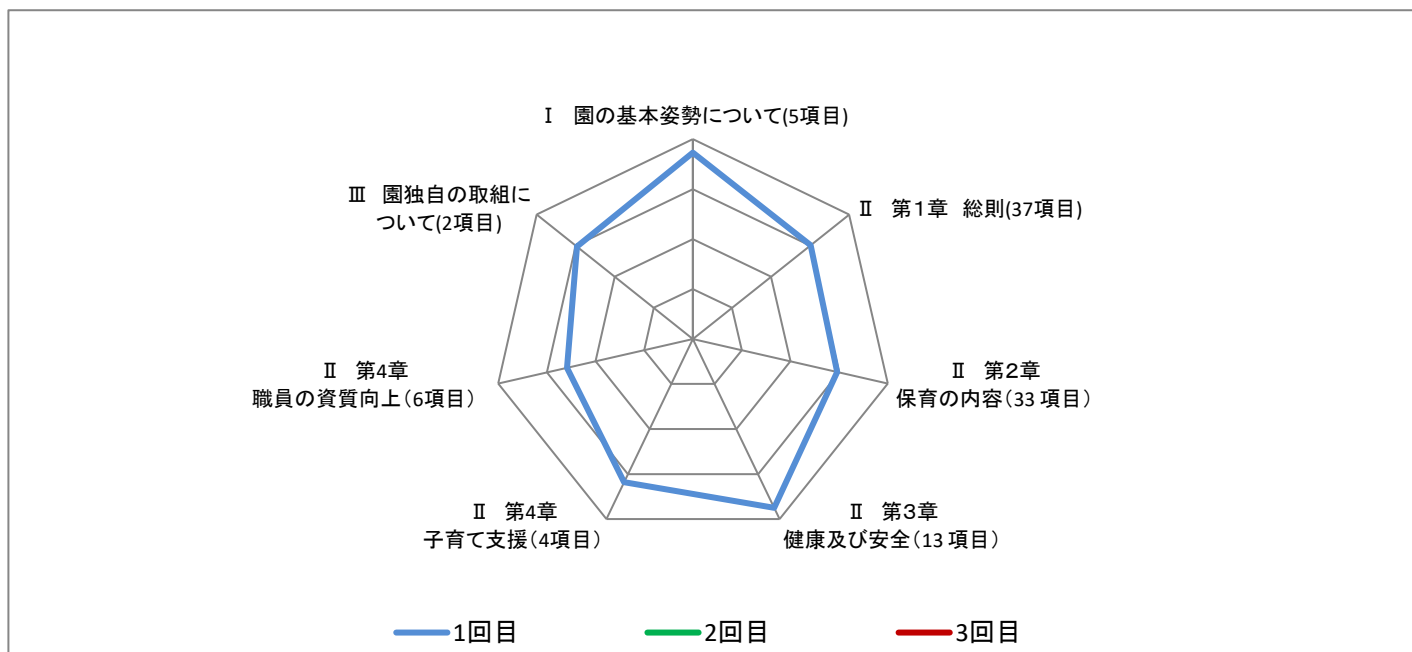 Ⅰ　園の基本姿勢について(5項目)
Ⅱ　第1章　総則(37項目)
Ⅱ　第2章
保育の内容(33 項目)
Ⅱ　第3章
健康及び安全(13 項目)
Ⅱ　第4章
子育て支援(4項目)
Ⅱ　第4章
職員の資質向上(6項目)
Ⅲ　園独自の取組に
ついて(2項目)
1回目
2回目
3回目